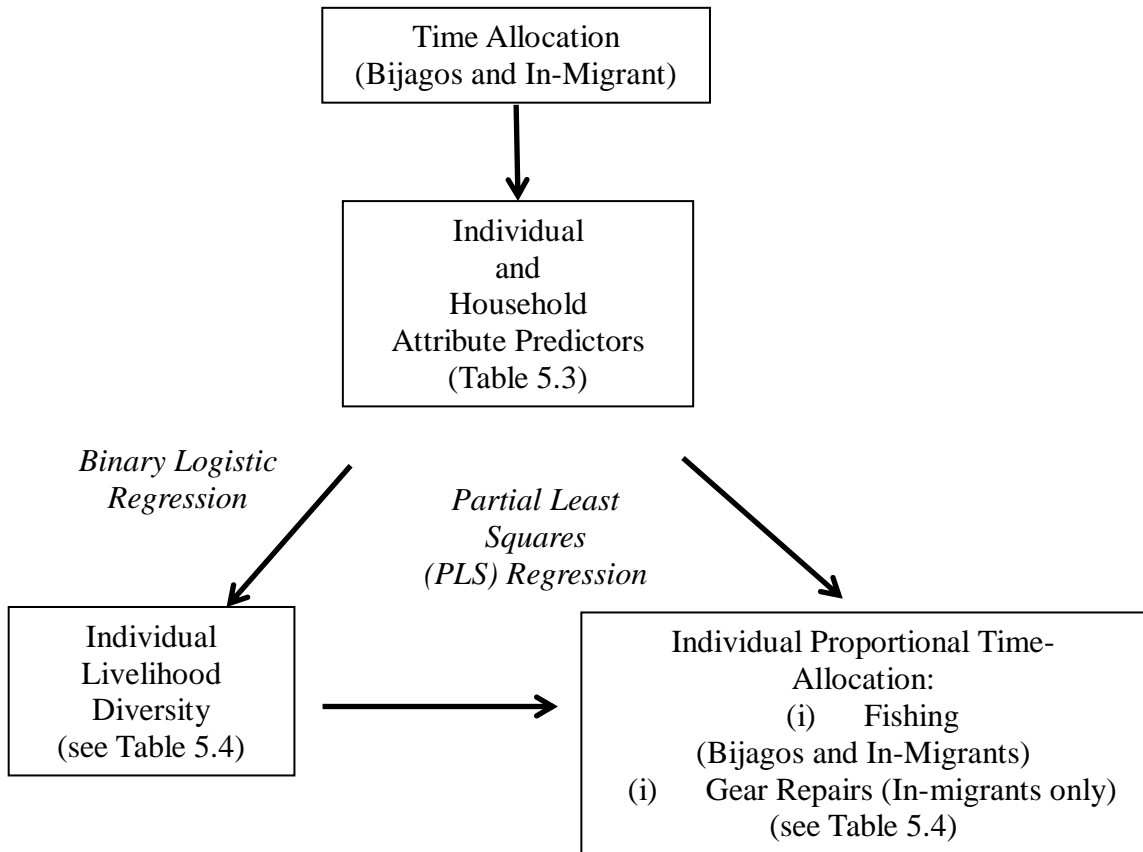 Time Allocation
(Bijagos and In-Migrant)
Individual
and
Household
Attribute Predictors
(Table 5.3)
Binary Logistic
Regression
Partial Least
Squares
(PLS) Regression
Individual
Livelihood
Diversity
(see Table 5.4)
Individual Proportional Time-
Allocation:
(i) Fishing
(Bijagos and In-Migrants)
(i) Gear Repairs (In-migrants only)
(see Table 5.4)